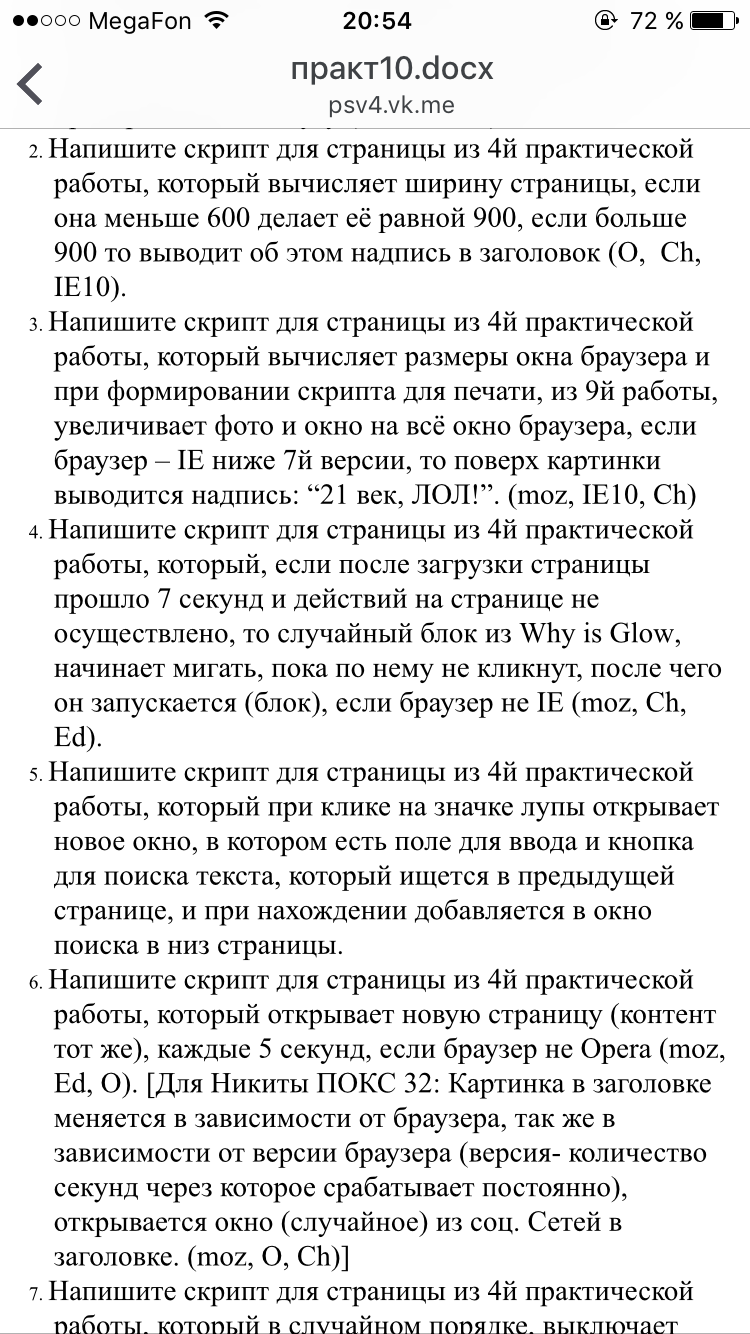 MegaFon 20:54 72 %
практ10.docx
psv4.vk.me
2. Напишите скрипт для страницы из 4й практической
работы, который вычисляет ширину страницы, если
она меньше 600 делает её равной 900, если больше
900 то выводит об этом надпись в заголовок (O, Ch,
IE10).
3. Напишите скрипт для страницы из 4й практической
работы, который вычисляет размеры окна браузера и
при формировании скрипта для печати, из 9й работы,
увеличивает фото и окно на всё окно браузера, если
браузер – IE ниже 7й версии, то поверх картинки
выводится надпись: “21 век, ЛОЛ!”. (moz, IE10, Ch)
4. Напишите скрипт для страницы из 4й практической
работы, который, если после загрузки страницы
прошло 7 секунд и действий на странице не
осуществлено, то случайный блок из Why is Glow,
начинает мигать, пока по нему не кликнут, после чего
он запускается (блок), если браузер не IE (moz, Ch,
Ed).
5. Напишите скрипт для страницы из 4й практической
работы, который при клике на значке лупы открывает
новое окно, в котором есть поле для ввода и кнопка
для поиска текста, который ищется в предыдущей
странице, и при нахождении добавляется в окно
поиска в низ страницы.
6. Напишите скрипт для страницы из 4й практической
работы, который открывает новую страницу (контент
тот же), каждые 5 секунд, если браузер не Opera (moz,
Ed, O). [Для Никиты ПОКС 32: Картинка в заголовке
меняется в зависимости от браузера, так же в
зависимости от версии браузера (версия- количество
секунд через которое срабатывает постоянно),
открывается окно (случайное) из соц. Сетей в
заголовке. (moz, O, Ch)]
7. Напишите скрипт для страницы из 4й практической
работы, который в случайном порядке, выключает